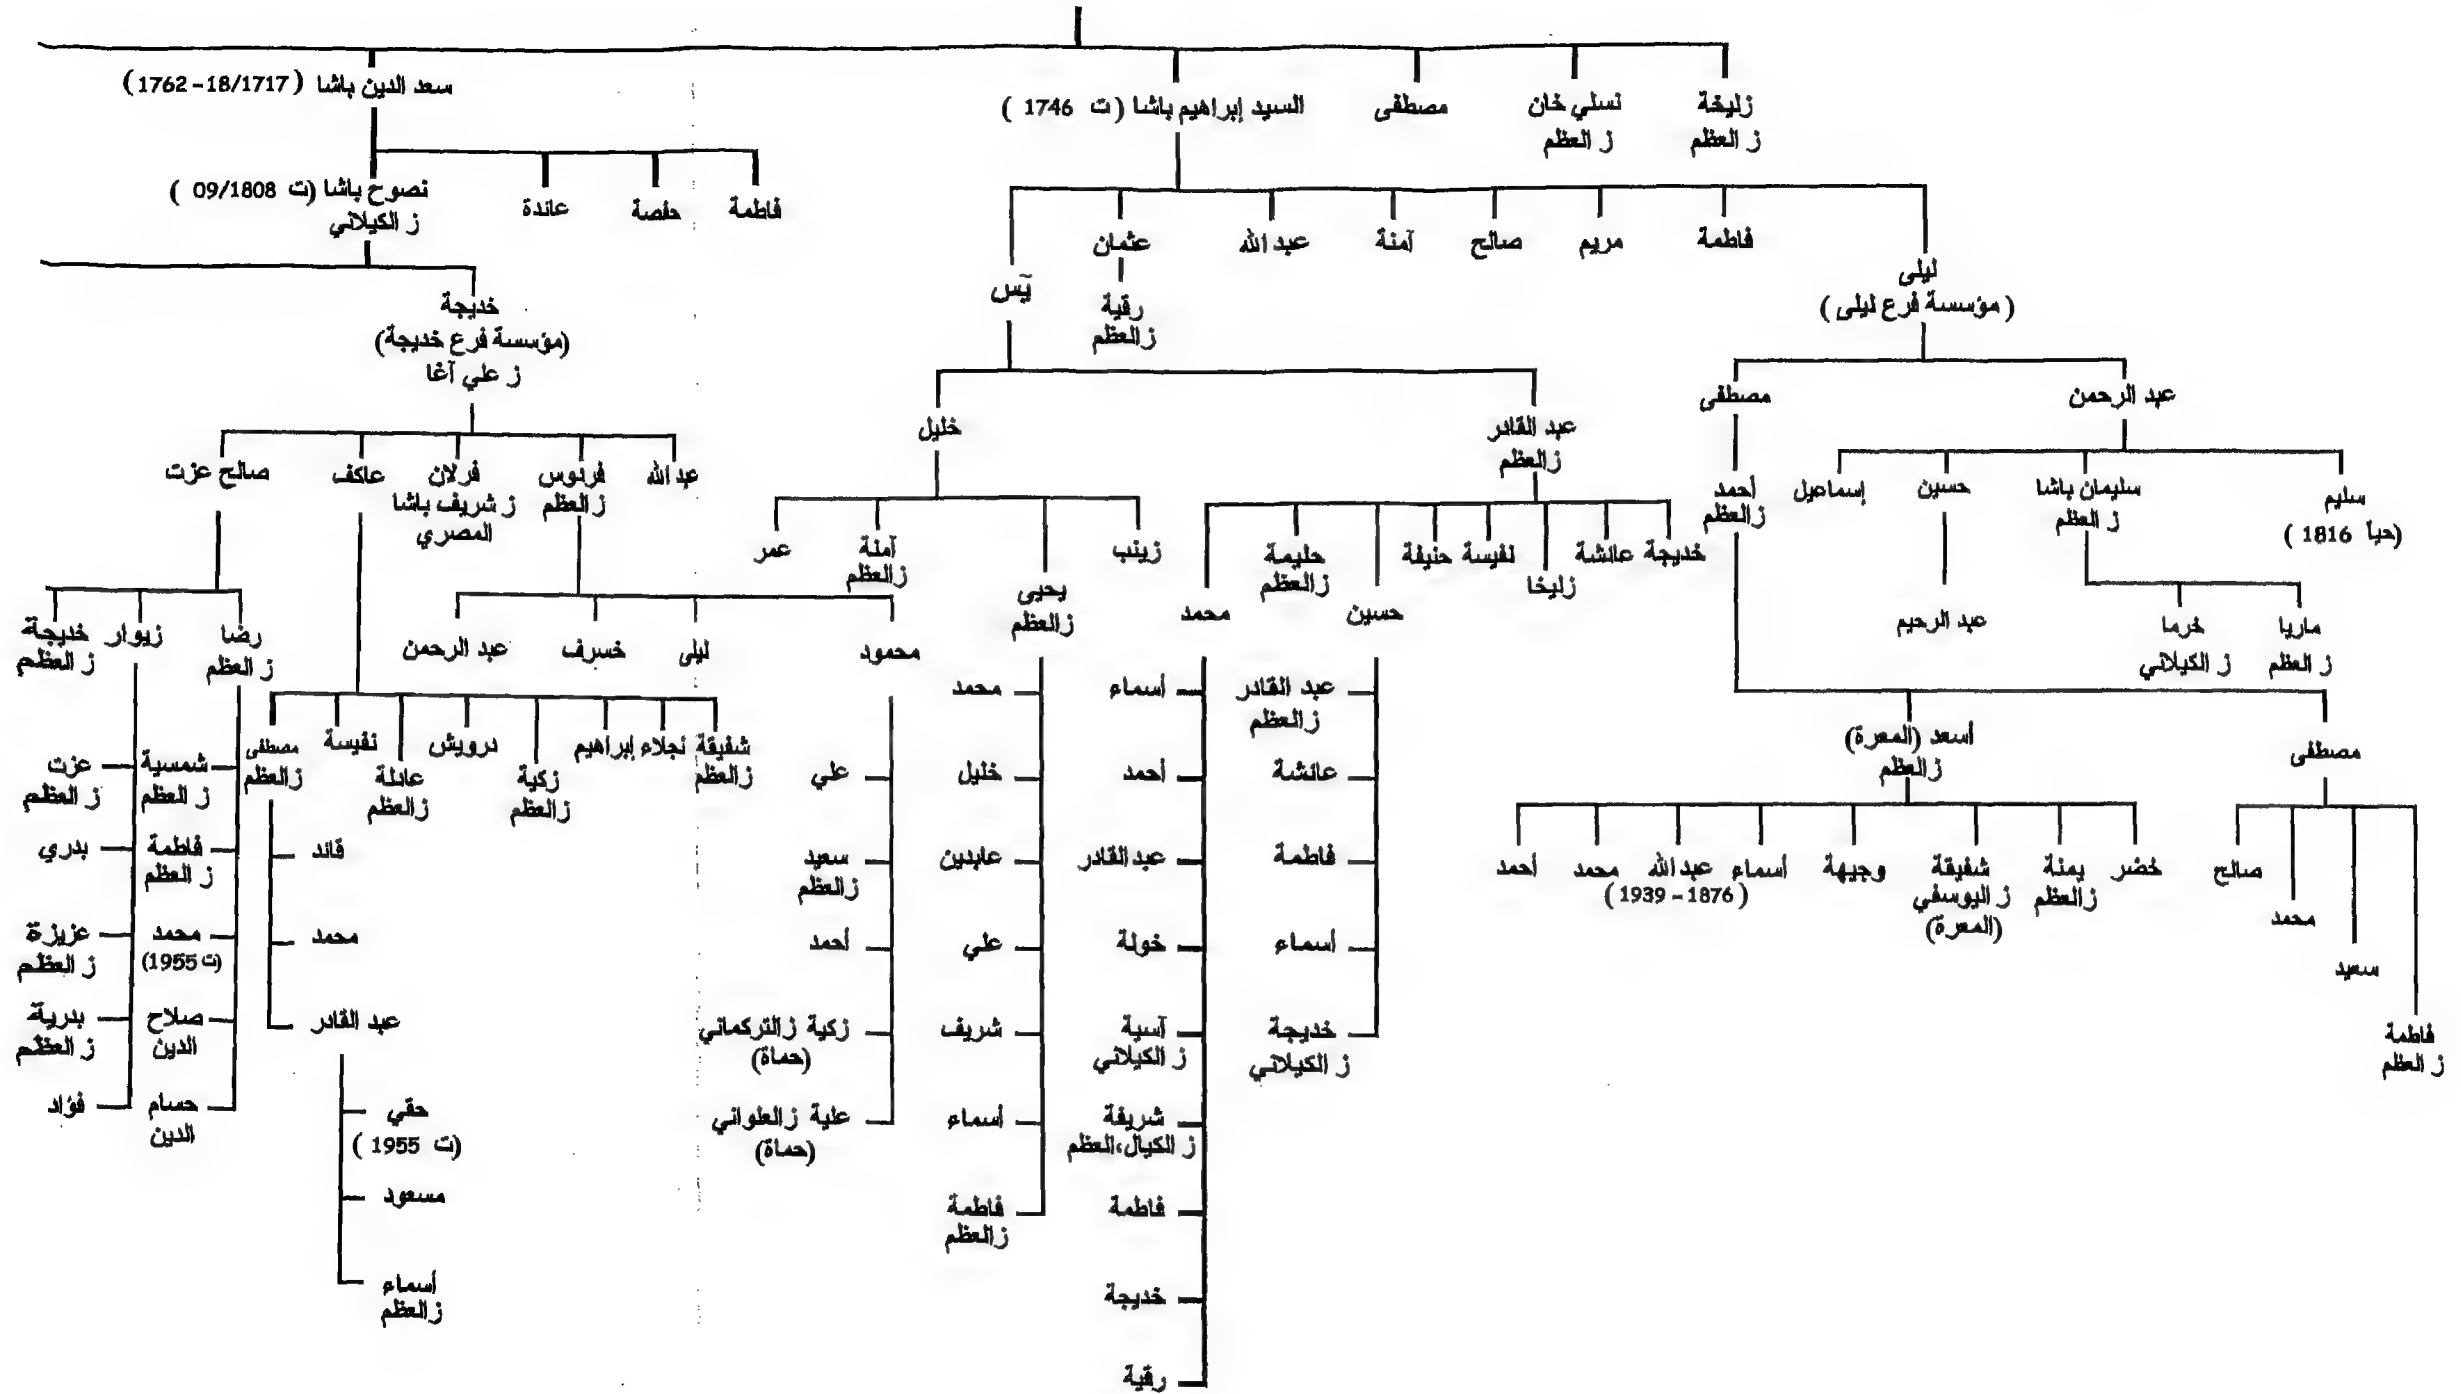 زليخة
ز العظم
نسلي خان
ز العظم
مصطفى
السيد إبراهيم باشا (ت 1746 )
سعد الدين باشا (18/1717-1762)
فاطمة
حفصة
عائدة
نصوح باشا (ت 09/1808 )
ز الكيلاني
ليلى
(مؤسسة فرع ليلى )
فاطمة
مريم
صالح
آمنة
عبد الله
عثمان
رقية
ز العظم
يٓس
خديجة
(مؤسسة فرع خديجة)
ز علي آغا
عبد الرحمن
مصطفى
عبد القادر
ز العظم
خليل
سليم
(حياً 1816 )
سليمان باشا
ز العظم
حسين
إسماعيل
أحمد
ز العظم
عبد الله
فردوس
ز العظم
فرلان
ز شريف باشا
المصري
عاكف
صالح عزت
خديجة
عائشة
زليخا
نفيسة
حنيفة
حسين
حليمة
ز العظم
محمد
زينب
يحيى
ز العظم
آمنة
ز العظم
عمر
ماريا
ز العظم
خرما
ز الكيلاني
عبد الرحيم
محمود
ليلى
خسرف
عبد الرحمن
رضا
ز العظم
زيوار
خديجة
ز العظم
مصطفى
أسعد (المعرة)
ز العظم
عبد القادر
ز العظم
عائشة
فاطمة
أسماء
خديجة
ز الكيلاني
أسماء
أحمد
عبد القادر
خولة
آسية
ز الكيلاني
شريفة
ز الكيال،العظم
فاطمة
خديجة
رقية
محمد
خليل
عابدين
علي
شريف
أسماء
فاطمة
ز العظم
علي
سعيد
ز العظم
أحمد
زكية ز التركماني
(حماة)
علية ز العلواني
(حماة)
شفيقة
ز العظم
نجلاء
إبراهيم
زكية
ز العظم
درويش
عادلة
ز العظم
نفيسة
مصطفى
ز العظم
قائد
محمد
عبد القادر
حقي
(ت 1955 )
مسعود
أسماء
ز العظم
شمسية
ز العظم
فاطمة
ز العظم
محمد
(ت 1955)
صلاح
الدين
حسام
الدين
عزت
ز العظم
بدري
عزيزة
ز العظم
بدرية
ز العظم
فؤاد
فاطمة
ز العظم
سعيد
محمد
صالح
خضر
يمنة
ز العظم
شفيقة
ز اليوسفي
(المعرة)
وجيهة
أسماء
عبد الله
(1876-1939 )
محمد
أحمد